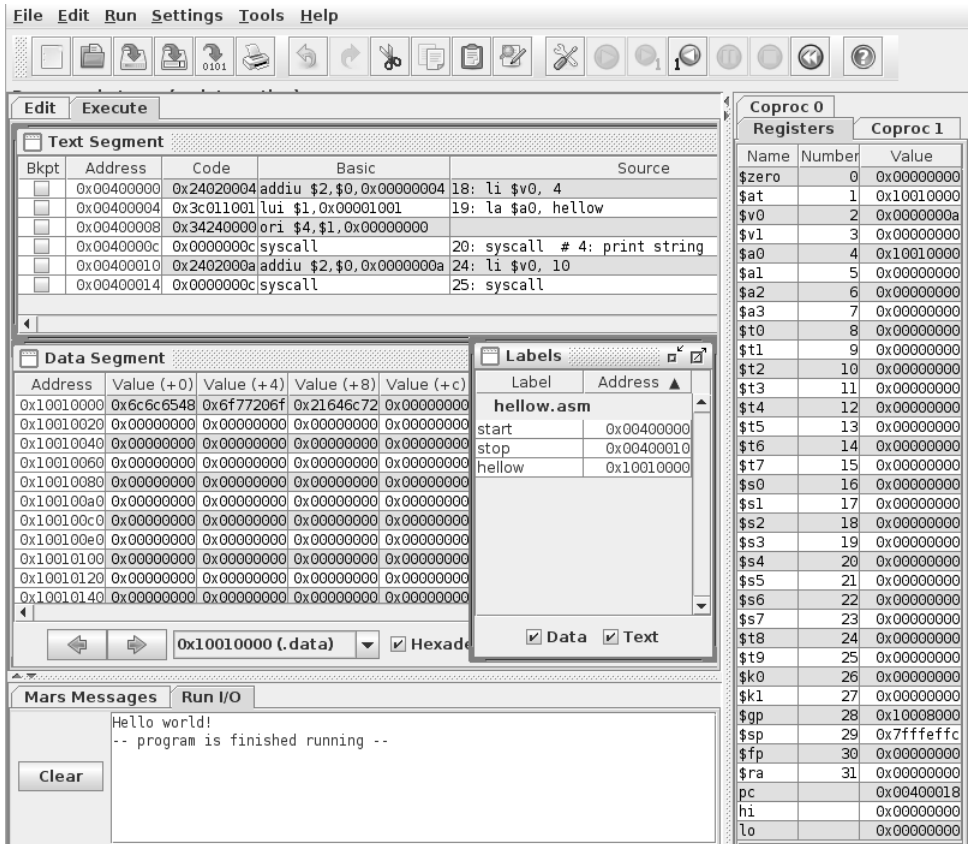 File Edit Run Settings Tools Help
Edit Execute
Text Segment
Bkpt Address Code Basic Source
0x00400000 0x24020004 addiu $2,$0,0x00000004 18: li $v0, 4
0x00400004 0x3c011001 lui $1,0x00001001 19: la $a0, hellow
0x00400008 0x34240000 ori $4,$1,0x00000000
0x0040000c 0x0000000c syscall 20: syscall # 4: print string
0x00400010 0x2402000a addiu $2,$0,0x0000000a 24: li $v0, 10
0x00400014 0x0000000c syscall 25: syscall
Data Segment
Address Value (+0) Value (+4) Value (+8) Value (+c)
0x10010000 0x6c6c6548 0x6f77206f 0x21646c72 0x00000000
0x10010020 0x00000000 0x00000000 0x00000000 0x00000000
0x10010040 0x00000000 0x00000000 0x00000000 0x00000000
0x10010060 0x00000000 0x00000000 0x00000000 0x00000000
0x10010080 0x00000000 0x00000000 0x00000000 0x00000000
0x100100a0 0x00000000 0x00000000 0x00000000 0x00000000
0x100100c0 0x00000000 0x00000000 0x00000000 0x00000000
0x100100e0 0x00000000 0x00000000 0x00000000 0x00000000
0x10010100 0x00000000 0x00000000 0x00000000 0x00000000
0x10010120 0x00000000 0x00000000 0x00000000 0x00000000
0x10010140 0x00000000 0x00000000 0x00000000 0x00000000
0x10010000 (.data) Hexade
Labels
Label Address ▲
hellow.asm
start 0x00400000
stop 0x00400010
hellow 0x10010000
Data Text
Mars Messages Run I/O
Hello world!
-- program is finished running --
Clear
Coproc 0
Registers Coproc 1
Name Number Value
$zero 0 0x00000000
$at 1 0x10010000
$v0 2 0x0000000a
$v1 3 0x00000000
$a0 4 0x10010000
$a1 5 0x00000000
$a2 6 0x00000000
$a3 7 0x00000000
$t0 8 0x00000000
$t1 9 0x00000000
$t2 10 0x00000000
$t3 11 0x00000000
$t4 12 0x00000000
$t5 13 0x00000000
$t6 14 0x00000000
$t7 15 0x00000000
$s0 16 0x00000000
$s1 17 0x00000000
$s2 18 0x00000000
$s3 19 0x00000000
$s4 20 0x00000000
$s5 21 0x00000000
$s6 22 0x00000000
$s7 23 0x00000000
$t8 24 0x00000000
$t9 25 0x00000000
$k0 26 0x00000000
$k1 27 0x00000000
$gp 28 0x10008000
$sp 29 0x7fffeffc
$fp 30 0x00000000
$ra 31 0x00000000
pc 0x00400018
hi 0x00000000
lo 0x00000000